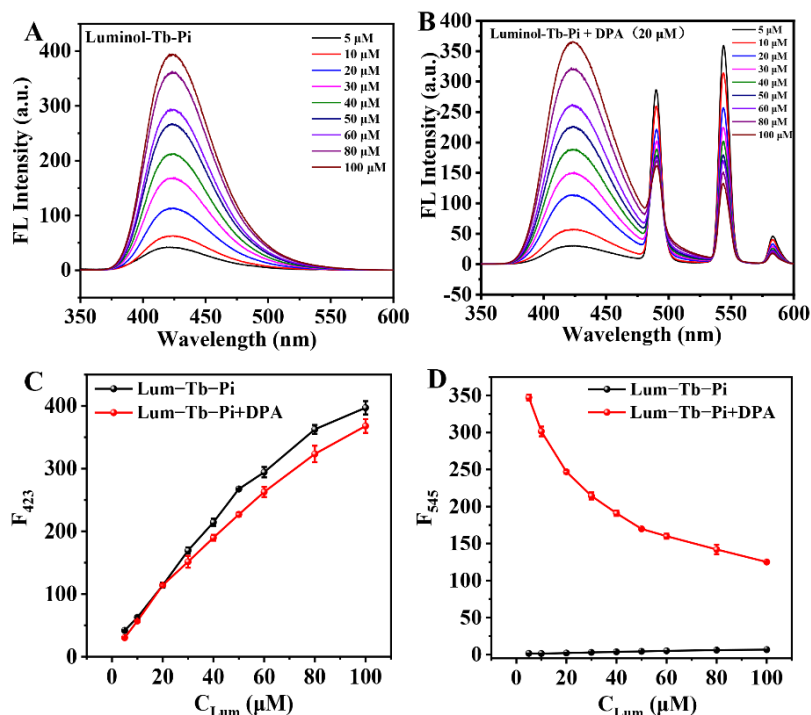 A
Luminol-Tb-Pi
5 μM
10 μM
20 μM
30 μM
40 μM
50 μM
60 μM
80 μM
100 μM
400
300
200
100
0
FL Intensity (a.u.)
350 400 450 500 550 600
Wavelength (nm)
B
Luminol-Tb-Pi + DPA (20 μM)
5 μM
10 μM
20 μM
30 μM
40 μM
50 μM
60 μM
80 μM
100 μM
400
350
300
250
200
150
100
50
0
-50
FL Intensity (a.u.)
350 400 450 500 550 600
Wavelength (nm)
C
Lum−Tb−Pi
Lum−Tb−Pi+DPA
400
300
200
100
0
F423
0 20 40 60 80 100
CLum (μM)
D
Lum−Tb−Pi
Lum−Tb−Pi+DPA
350
300
250
200
150
100
50
0
F545
0 20 40 60 80 100
CLum (μM)